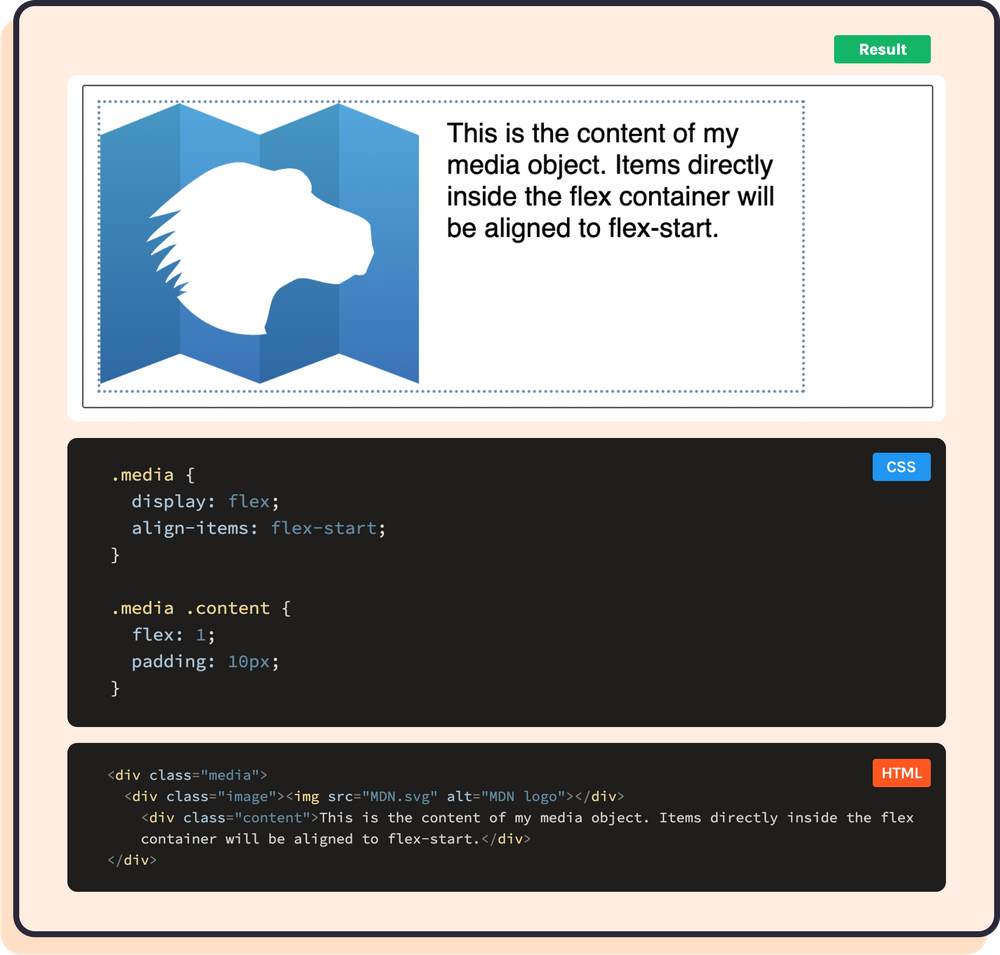 Result
This is the content of my
media object. Items directly
inside the flex container will
be aligned to flex-start.
CSS
.media {
  display: flex;
  align-items: flex-start;
}
.media .content {
  flex: 1;
  padding: 10px;
}
HTML
<div class="media">
  <div class="image"><img src="MDN.svg" alt="MDN logo"></div>
    <div class="content">This is the content of my media object. Items directly inside the flex
    container will be aligned to flex-start.</div>
</div>